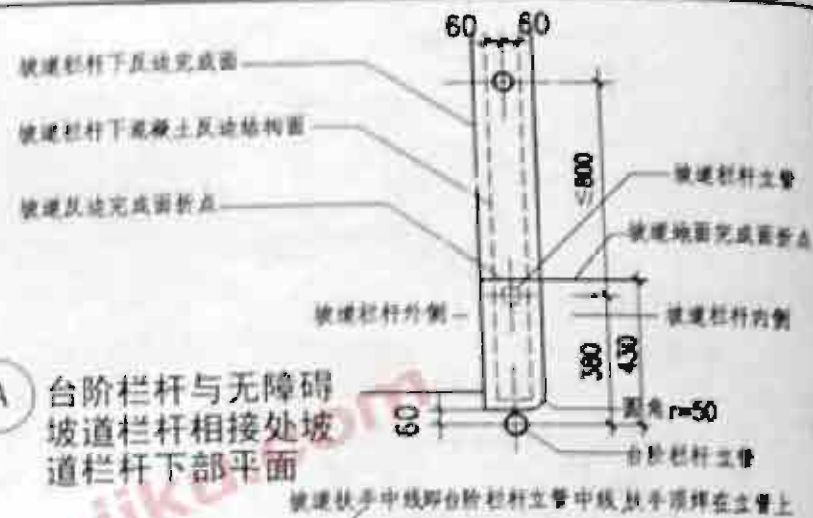 60 60
坡道栏杆下反边完成面
坡道栏杆下混凝土反边结构面
≤800
坡道栏杆立管
坡道反边完成面折点
坡道地面完成面折点
坡道栏杆外侧
坡道栏杆内侧
380
430
A 台阶栏杆与无障碍
坡道栏杆相接处坡
道栏杆下部平面
60
圆角r=50
台阶栏杆立管
坡道扶手中线即台阶栏杆立管中线,扶手顶焊在立管上